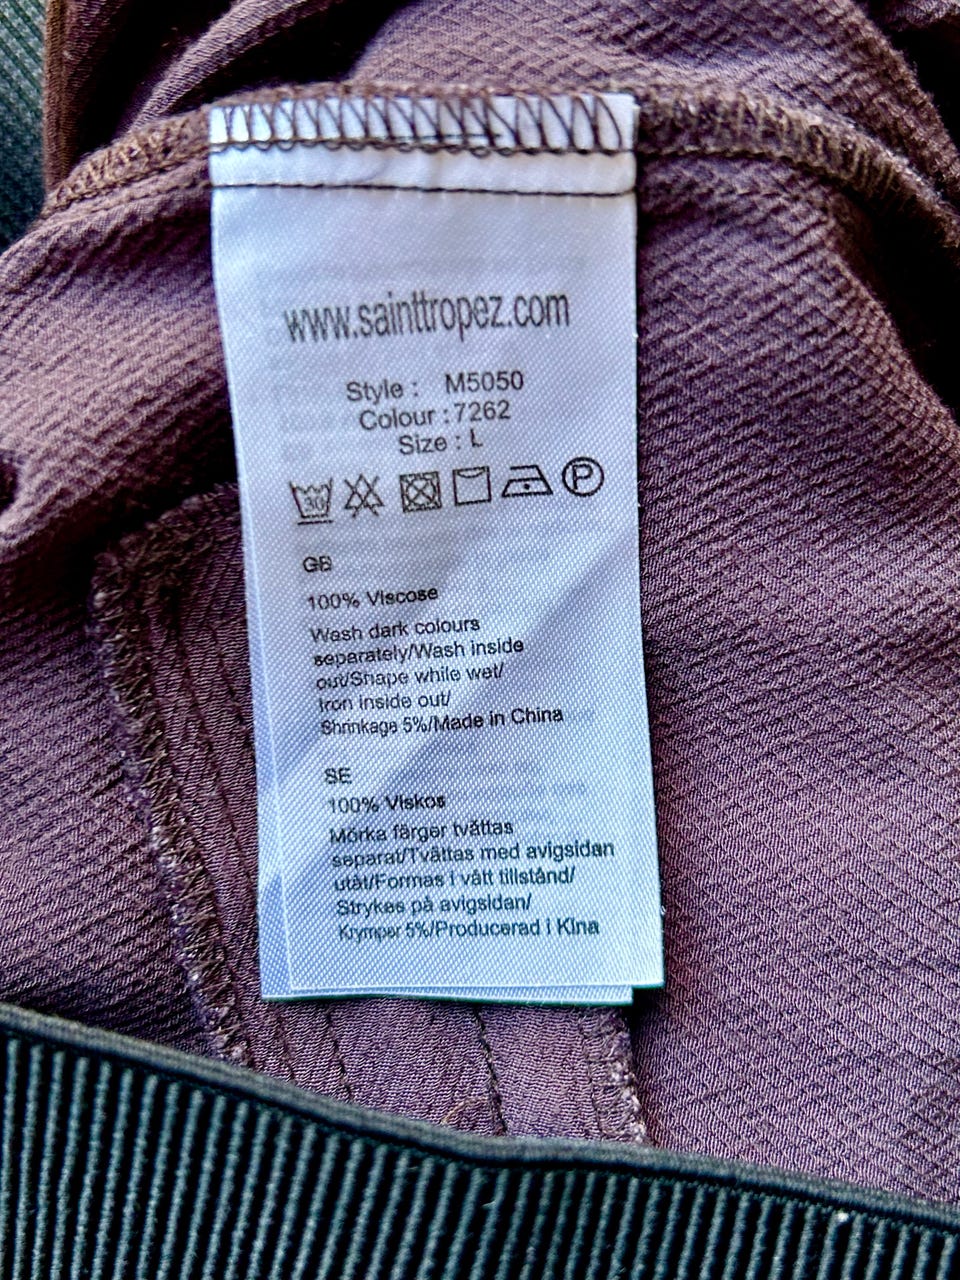 www.sainttropez.com
Style : M5050
Colour : 7262
Size : L
30
P
GB
100% Viscose
Wash dark colours
separately/Wash inside
out/Shape while wet/
Iron inside out/
Shrinkage 5%/Made in China
SE
100% Viskos
Mörka färger tvättas
separat/Tvättas med avigsidan
utåt/Formas i vått tillstånd/
Strykes på avigsidan/
Krymper 5%/Producerad i Kina